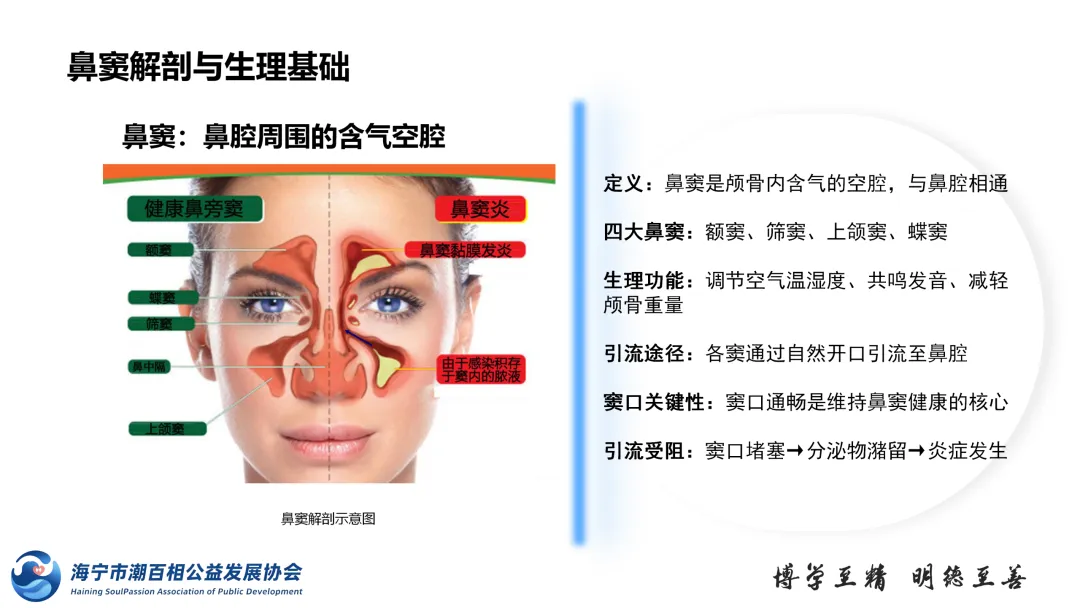 鼻窦解剖与生理基础
鼻窦：鼻腔周围的含气空腔
健康鼻旁窦
鼻窦炎
额窦
鼻窦黏膜发炎
蝶窦
筛窦
鼻中隔
由于感染积存
于窦内的脓液
上颌窦
鼻窦解剖示意图
定义：鼻窦是颅骨内含气的空腔，与鼻腔相通
四大鼻窦：额窦、筛窦、上颌窦、蝶窦
生理功能：调节空气温湿度、共鸣发音、减轻
颅骨重量
引流途径：各窦通过自然开口引流至鼻腔
窦口关键性：窦口通畅是维持鼻窦健康的核心
引流受阻：窦口堵塞→分泌物潴留→炎症发生
海宁市潮百相公益发展协会
Haining SoulPassion Association of Public Development
博学至精 明德至善